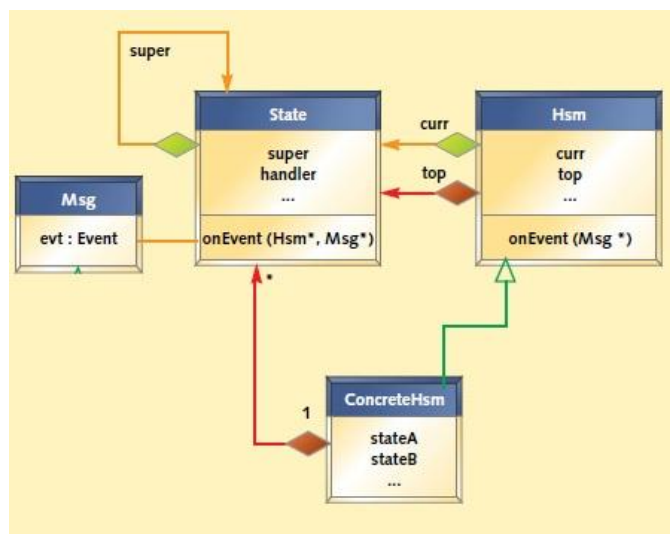 super
State
super
handler
...
onEvent (Hsm*, Msg*)
curr
top
Hsm
curr
top
...
onEvent (Msg *)
Msg
evt : Event
*
1
ConcreteHsm
stateA
stateB
...